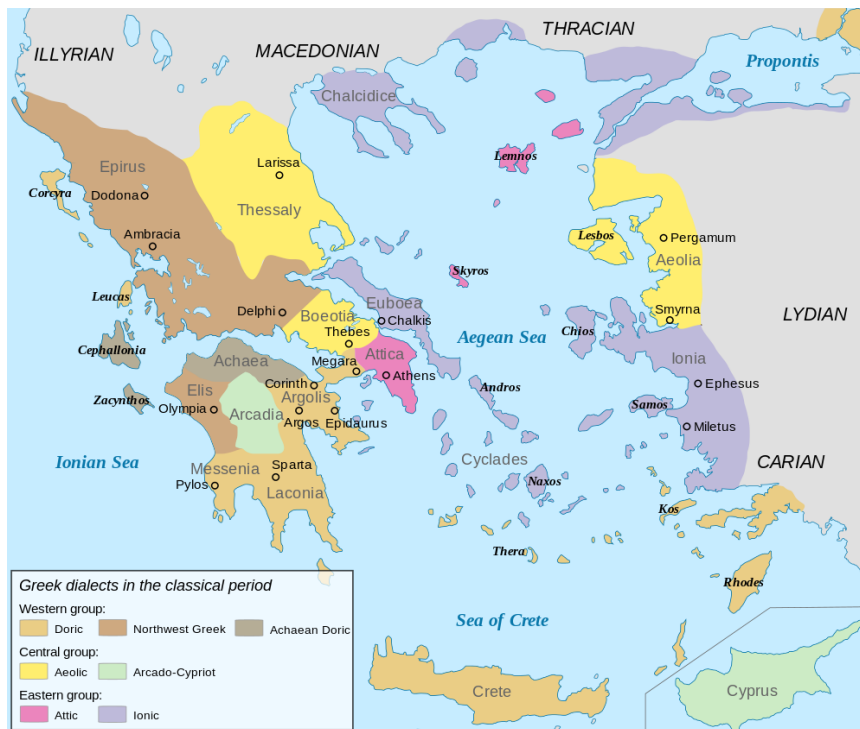 THRACIAN
MACEDONIAN
ILLYRIAN
Propontis
Chalcidice
Lemnos
Larissa
Epirus
Corcyra
Dodona
Thessaly
Ambracia
Lesbos
Pergamum
Aeolia
Skyros
Leucas
Euboea
Delphi
Boeotia
Chalkis
Smyrna
LYDIAN
Thebes
Chios
Aegean Sea
Cephallonia
Achaea
Megara
Attica
Ionia
Athens
Corinth
Ephesus
Elis
Andros
Zacynthos
Argolis
Olympia
Arcadia
Samos
Argos
Epidaurus
Miletus
Ionian Sea
Cyclades
CARIAN
Messenia
Sparta
Pylos
Naxos
Laconia
Kos
Thera
Rhodes
Sea of Crete
Crete
Cyprus
Greek dialects in the classical period
Western group:
Doric Northwest Greek Achaean Doric
Central group:
Aeolic Arcado-Cypriot
Eastern group:
Attic Ionic